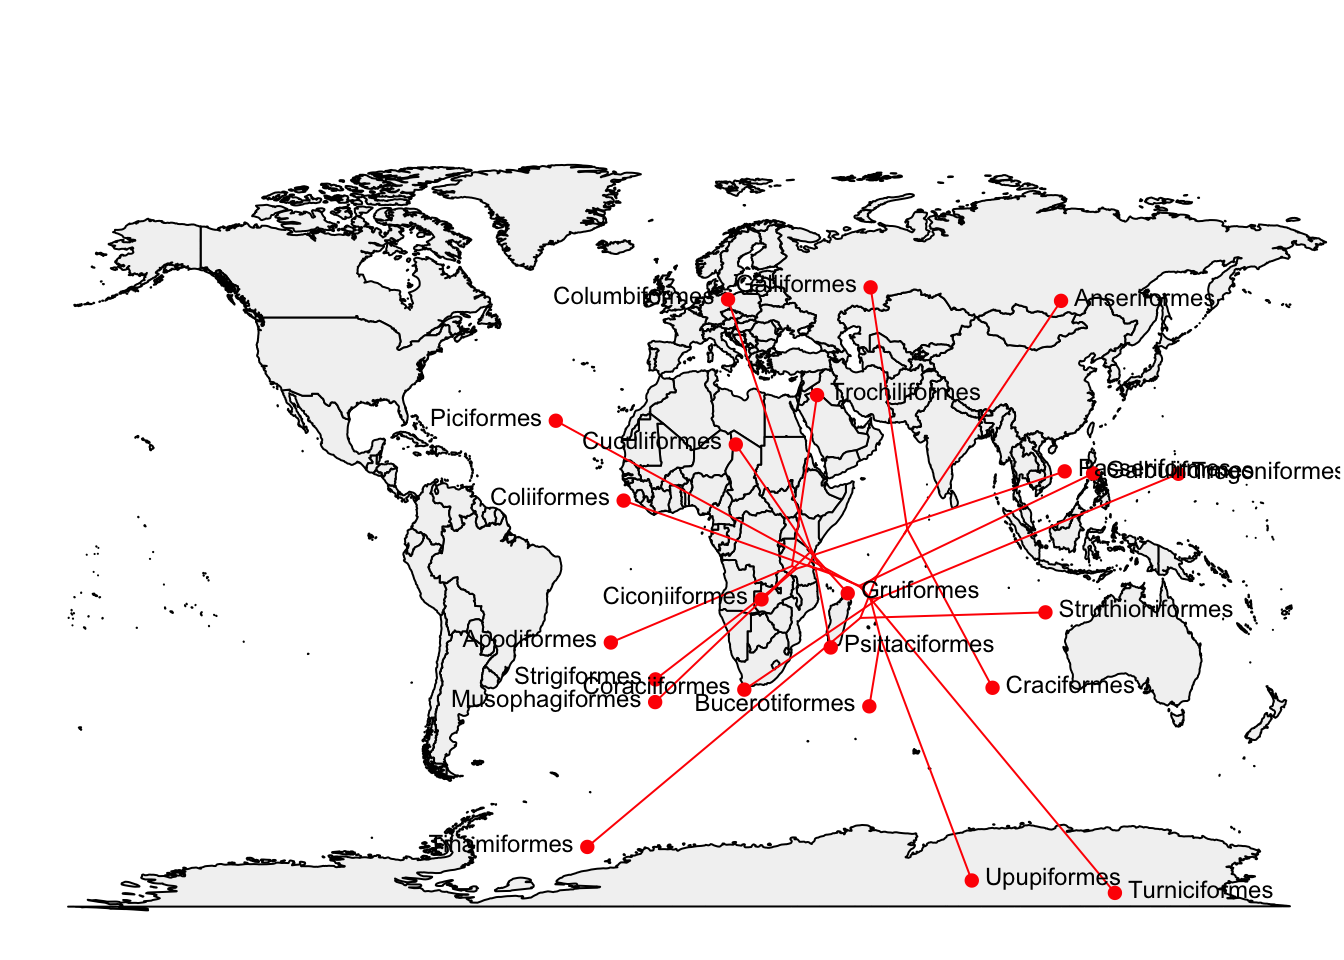 Galliformes
Columbiformes
Anseriformes
Trochiliformes
Piciformes
Cuculiformes
Passeriformes
Galbuliformes
Trogoniformes
Coliiformes
Gruiformes
Ciconiiformes
Struthioniformes
Apodiformes
Psittaciformes
Strigiformes
Craciformes
Coraciiformes
Musophagiformes
Bucerotiformes
Tinamiformes
Upupiformes
Turniciformes